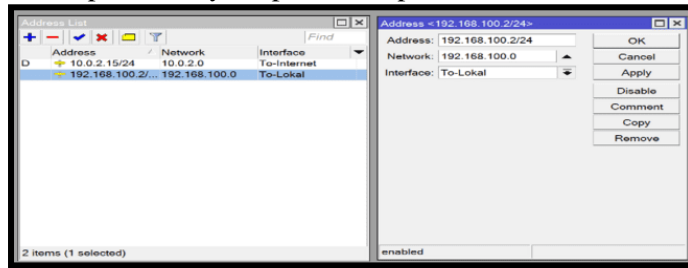 Address List
Find
Address Network Interface
D 10.0.2.15/24 10.0.2.0 To-Internet
192.168.100.2/... 192.168.100.0 To-Lokal
2 items (1 selected)
Address <192.168.100.2/24>
Address: 192.168.100.2/24
Network: 192.168.100.0
Interface: To-Lokal
OK
Cancel
Apply
Disable
Comment
Copy
Remove
enabled